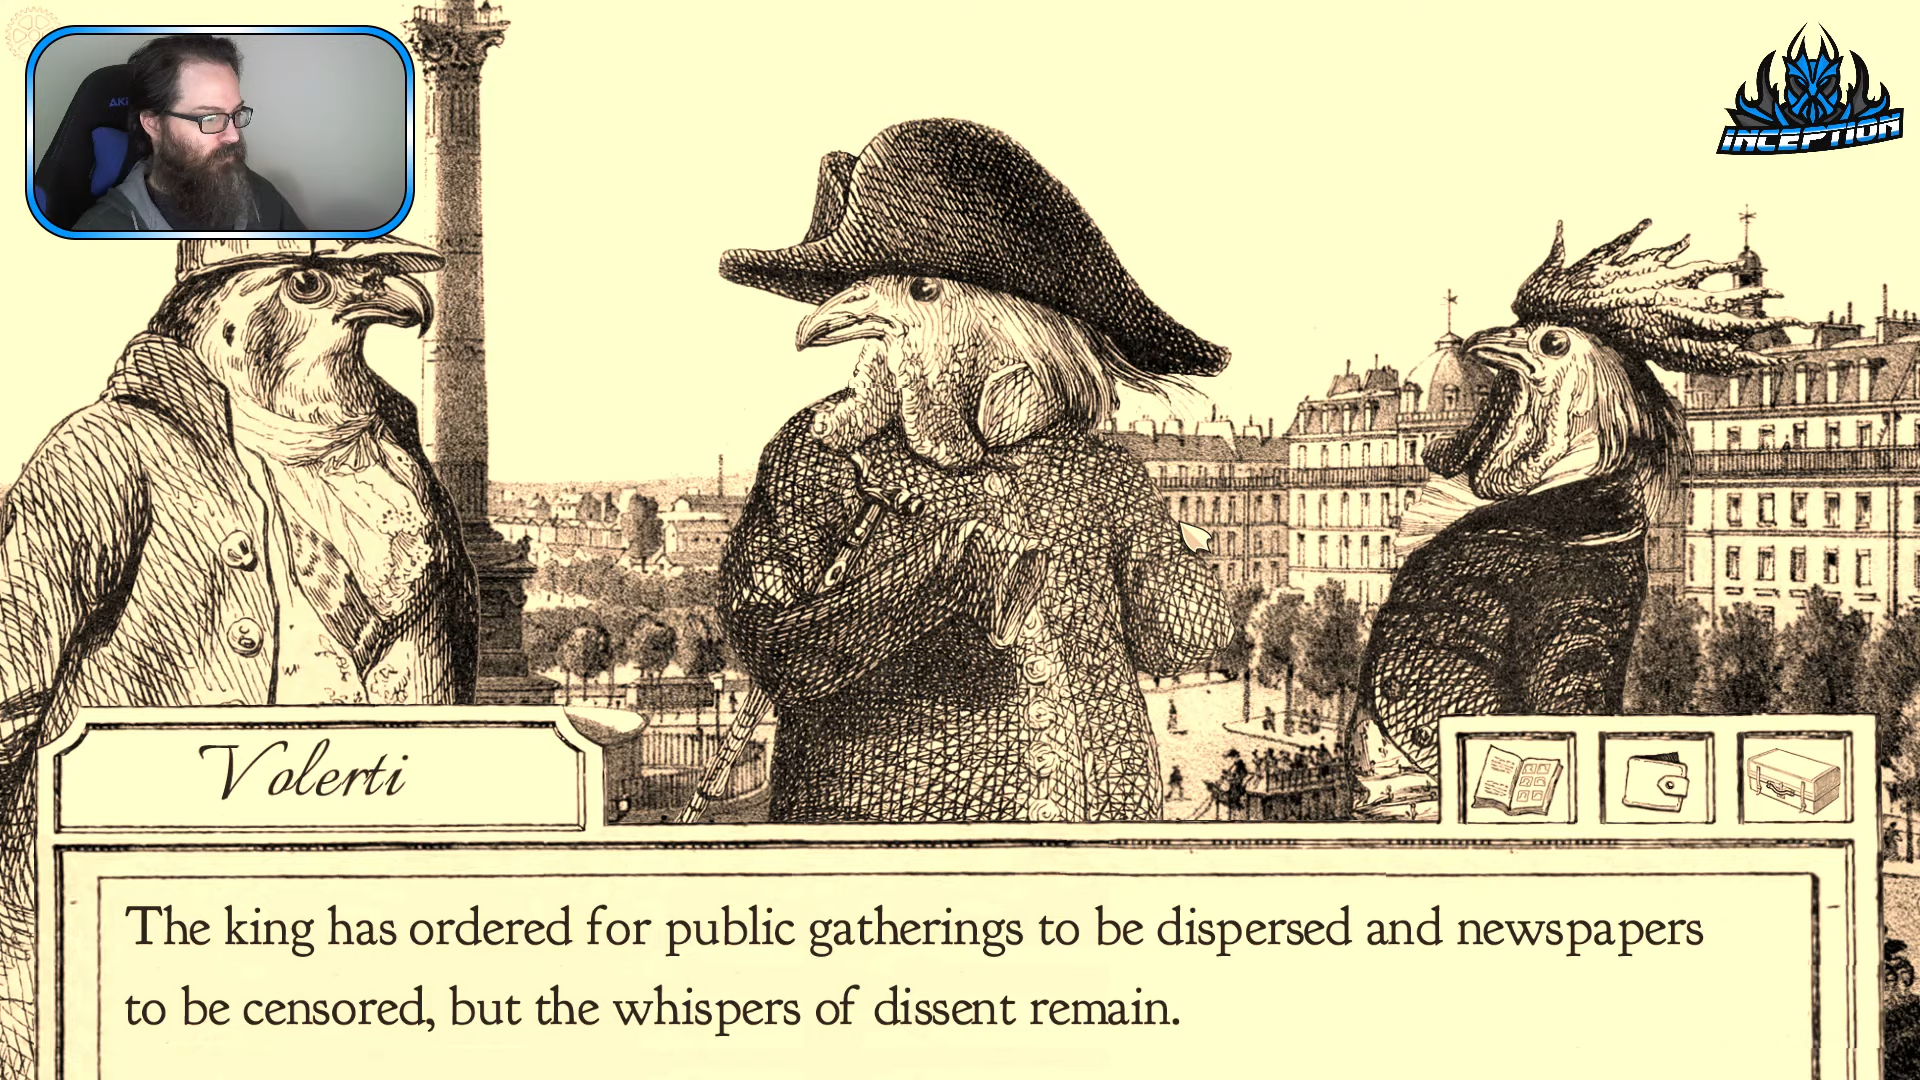 AKi
INCEPTION
Volerti
The king has ordered for public gatherings to be dispersed and newspapers
to be censored, but the whispers of dissent remain.